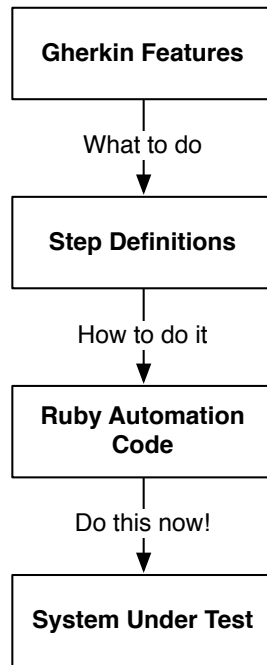 Gherkin Features
What to do
Step Definitions
How to do it
Ruby Automation
Code
Do this now!
System Under Test